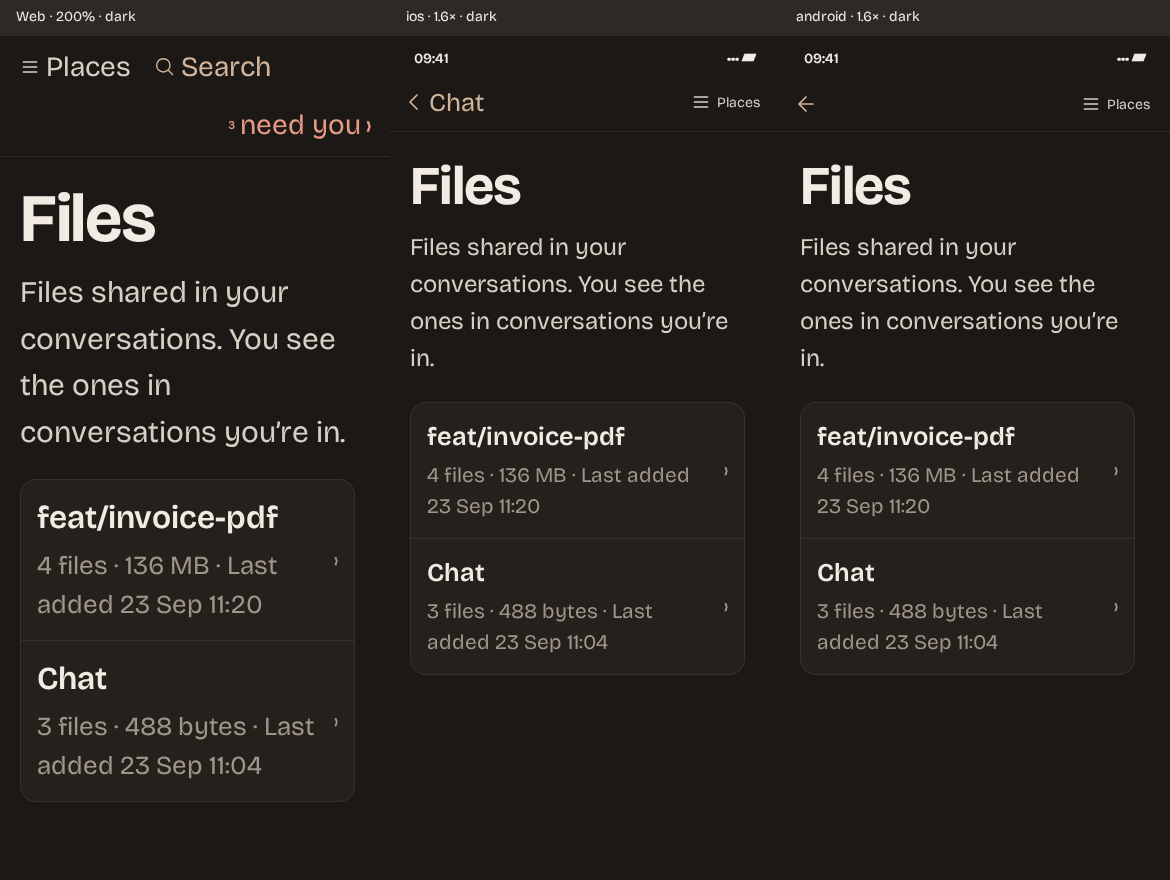 Web · 200% · dark
Places
Search
3 need you ›
Files
Files shared in your
conversations. You see
the ones in
conversations you’re in.
feat/invoice-pdf
4 files · 136 MB · Last
added 23 Sep 11:20
›
Chat
3 files · 488 bytes · Last
added 23 Sep 11:04
›
ios · 1.6× · dark
09:41
Chat
Places
Files
Files shared in your
conversations. You see the
ones in conversations you’re
in.
feat/invoice-pdf
4 files · 136 MB · Last added
23 Sep 11:20
›
Chat
3 files · 488 bytes · Last
added 23 Sep 11:04
›
android · 1.6× · dark
09:41
Places
Files
Files shared in your
conversations. You see the
ones in conversations you’re
in.
feat/invoice-pdf
4 files · 136 MB · Last added
23 Sep 11:20
›
Chat
3 files · 488 bytes · Last
added 23 Sep 11:04
›